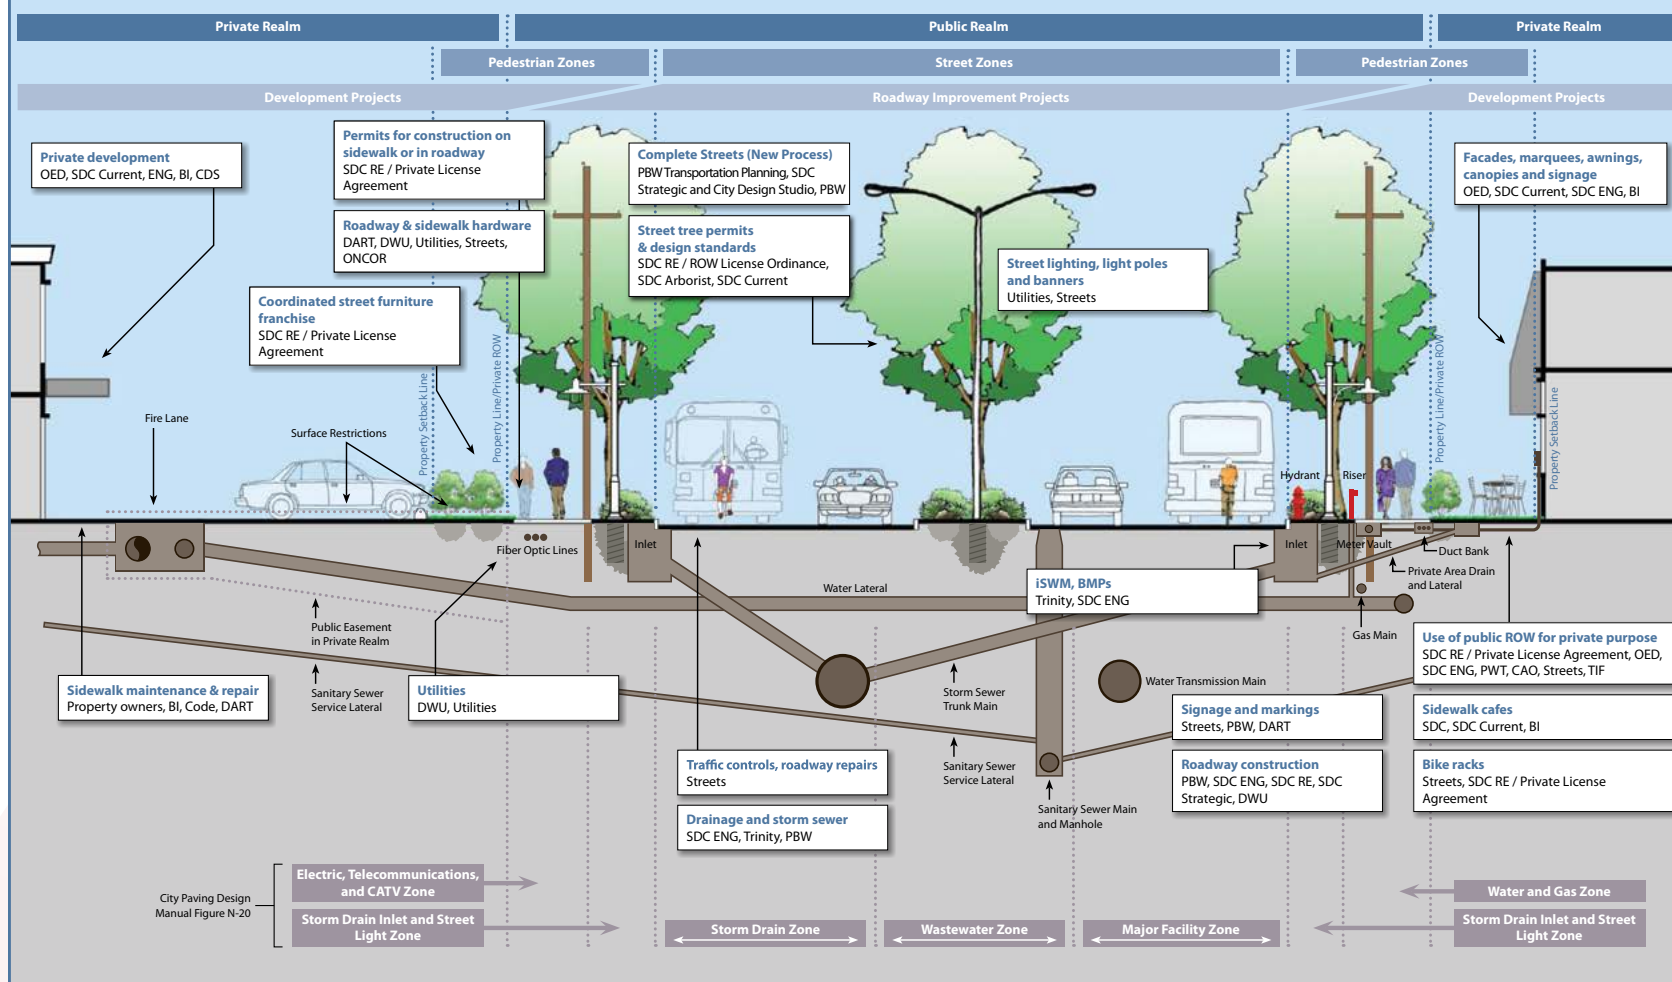 Private Realm
Public Realm
Private Realm
Pedestrian Zones
Street Zones
Pedestrian Zones
Development Projects
Roadway Improvement Projects
Development Projects
Private development
OED, SDC Current, ENG, BI, CDS
Permits for construction on
sidewalk or in roadway
SDC RE / Private License
Agreement
Roadway & sidewalk hardware
DART, DWU, Utilities, Streets,
ONCOR
Coordinated street furniture
franchise
SDC RE / Private License
Agreement
Complete Streets (New Process)
PBW Transportation Planning, SDC
Strategic and City Design Studio, PBW
Street tree permits
& design standards
SDC RE / ROW License Ordinance,
SDC Arborist, SDC Current
Street lighting, light poles
and banners
Utilities, Streets
Facades, marquees, awnings,
canopies and signage
OED, SDC Current, SDC ENG, BI
Property Setback Line
Property Line/Private ROW
Property Line/Private ROW
Property Setback Line
Fire Lane
Surface Restrictions
Hydrant
Riser
Fiber Optic Lines
Inlet
Inlet
Meter Vault
Duct Bank
Private Area Drain
and Lateral
Water Lateral
iSWM, BMPs
Trinity, SDC ENG
Gas Main
Public Easement
in Private Realm
Sanitary Sewer
Service Lateral
Sidewalk maintenance & repair
Property owners, BI, Code, DART
Utilities
DWU, Utilities
Storm Sewer
Trunk Main
Water Transmission Main
Use of public ROW for private purpose
SDC RE / Private License Agreement, OED,
SDC ENG, PWT, CAO, Streets, TIF
Signage and markings
Streets, PBW, DART
Sidewalk cafes
SDC, SDC Current, BI
Traffic controls, roadway repairs
Streets
Sanitary Sewer
Service Lateral
Roadway construction
PBW, SDC ENG, SDC RE, SDC
Strategic, DWU
Bike racks
Streets, SDC RE / Private License
Agreement
Drainage and storm sewer
SDC ENG, Trinity, PBW
Sanitary Sewer Main
and Manhole
City Paving Design
Manual Figure N-20
Electric, Telecommunications,
and CATV Zone
Storm Drain Inlet and Street
Light Zone
Storm Drain Zone
Wastewater Zone
Major Facility Zone
Water and Gas Zone
Storm Drain Inlet and Street
Light Zone